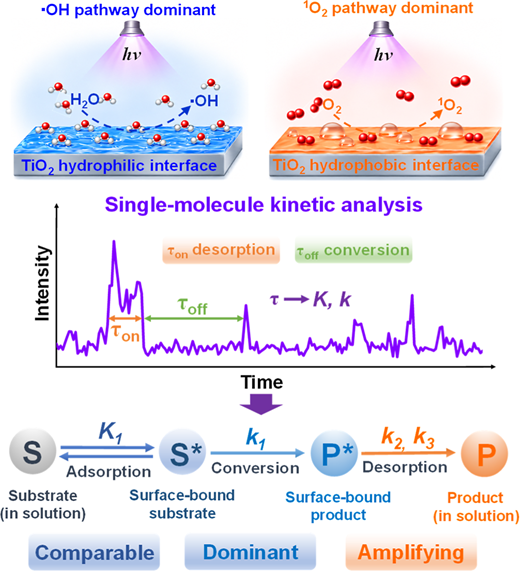 •OH pathway dominant
¹O₂ pathway dominant
hv
hv
H₂O
•OH
O₂
¹O₂
TiO₂ hydrophilic interface
TiO₂ hydrophobic interface
Single-molecule kinetic analysis
τon desorption
τoff conversion
Intensity
τoff
τ → K, k
τon
Time
K₁
k₁
k₂, k₃
S
S*
P*
P
Adsorption
Conversion
Desorption
Substrate
(in solution)
Surface-bound
substrate
Surface-bound
product
Product
(in solution)
Comparable
Dominant
Amplifying